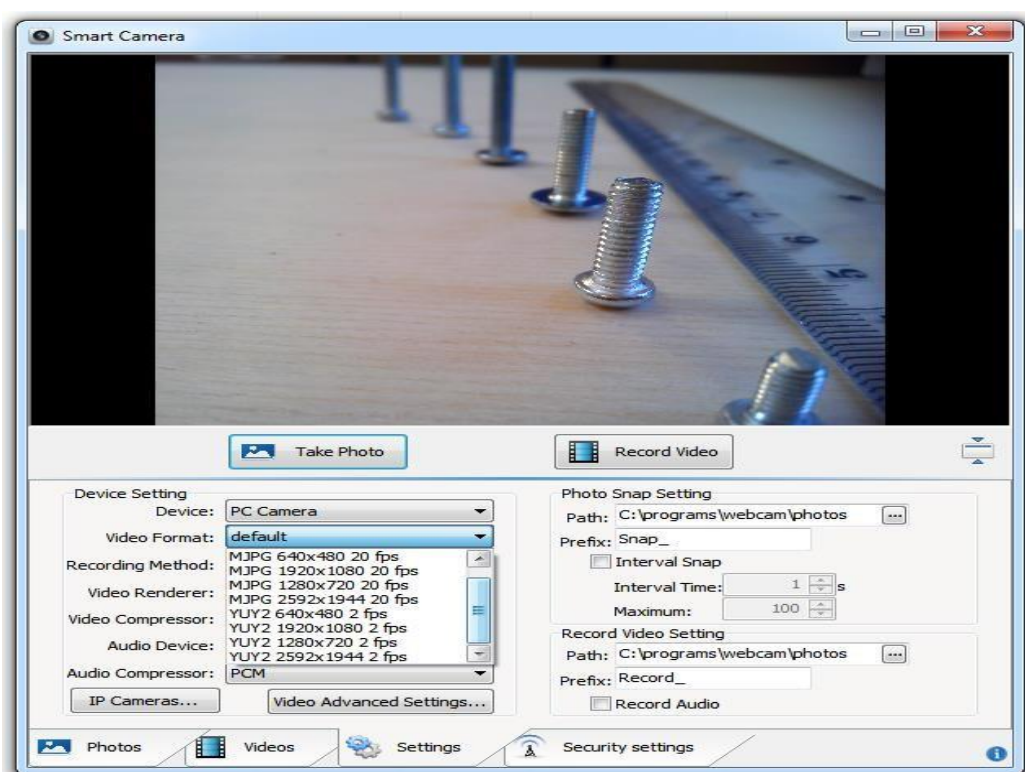 Smart Camera
Take Photo
Record Video
Device Setting
Device: PC Camera
Video Format: default
MJPG 640x480 20 fps
MJPG 1920x1080 20 fps
MJPG 1280x720 20 fps
MJPG 2592x1944 20 fps
YUY2 640x480 2 fps
YUY2 1920x1080 2 fps
YUY2 1280x720 2 fps
YUY2 2592x1944 2 fps
Recording Method:
Video Renderer:
Video Compressor:
Audio Device:
Audio Compressor: PCM
IP Cameras... Video Advanced Settings...
Photo Snap Setting
Path: C:\programs\webcam\photos ...
Prefix: Snap_
Interval Snap
Interval Time: 1 s
Maximum: 100
Record Video Setting
Path: C:\programs\webcam\photos ...
Prefix: Record_
Record Audio
Photos Videos Settings Security settings